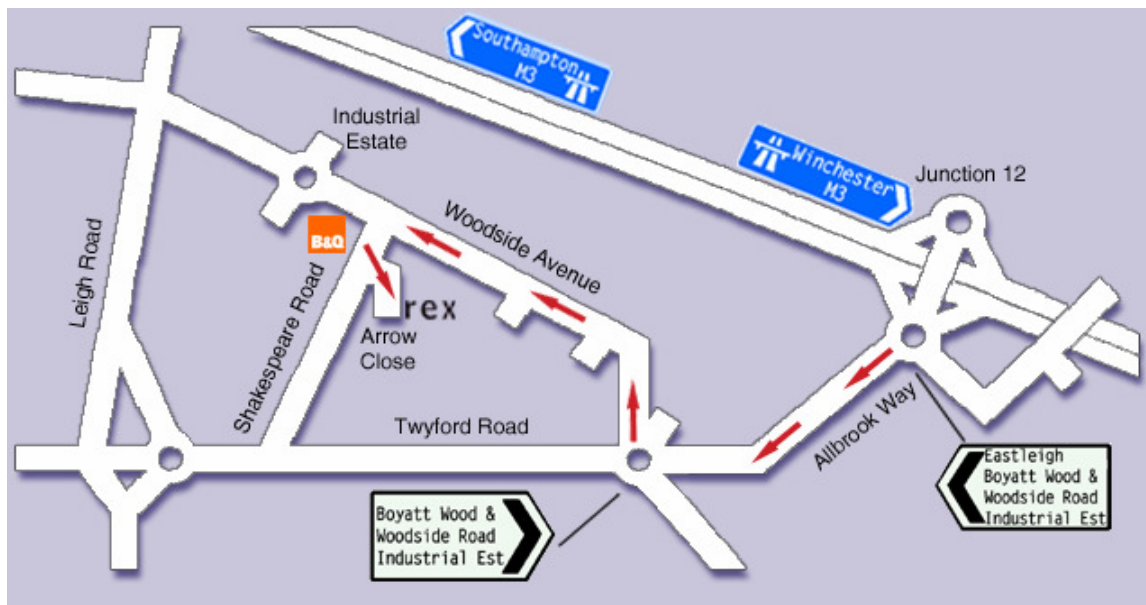 Southampton
M3
Winchester
M3
Junction 12
Industrial
Estate
B&Q
Woodside Avenue
Leigh Road
Shakespeare Road
rex
Arrow
Close
Twyford Road
Allbrook Way
Eastleigh
Boyatt Wood &
Woodside Road
Industrial Est
Boyatt Wood &
Woodside Road
Industrial Est